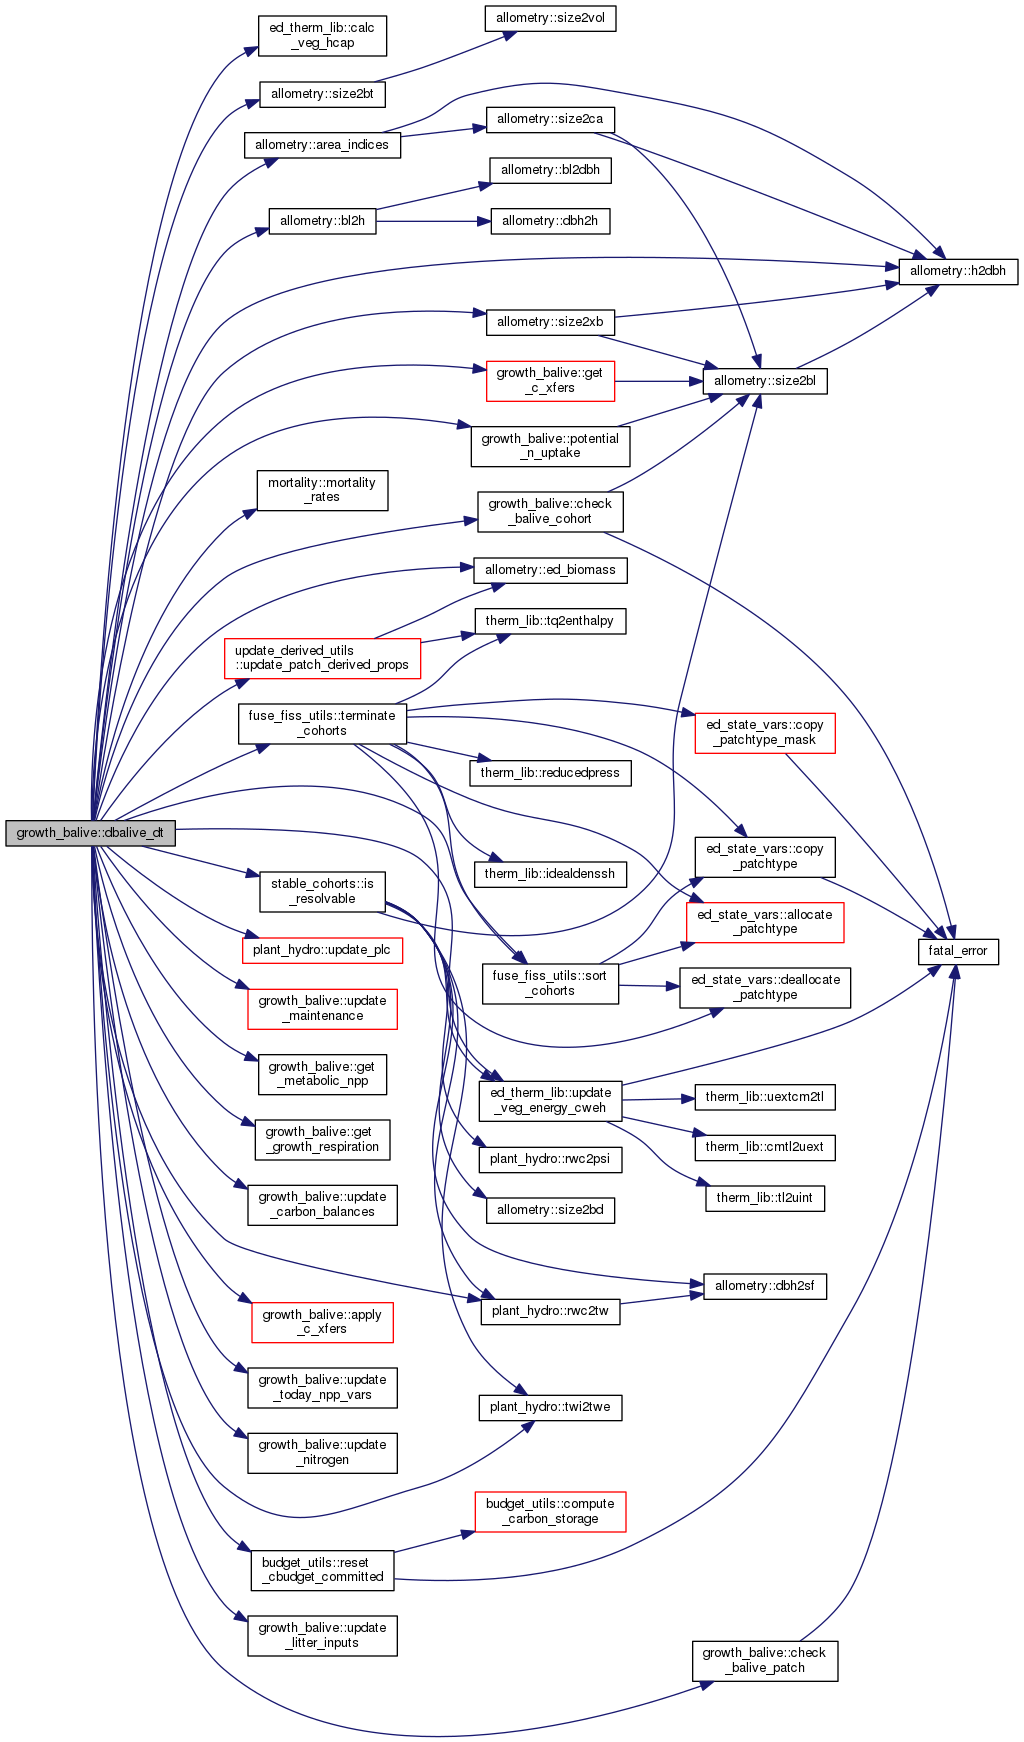 growth_balive::dbalive_dt
ed_therm_lib::calc
_veg_hcap
allometry::size2bt
allometry::area_indices
allometry::bl2h
mortality::mortality
_rates
update_derived_utils
::update_patch_derived_props
fuse_fiss_utils::terminate
_cohorts
stable_cohorts::is
_resolvable
plant_hydro::update_plc
growth_balive::update
_maintenance
growth_balive::get
_metabolic_npp
growth_balive::get
_growth_respiration
growth_balive::update
_carbon_balances
growth_balive::apply
_c_xfers
growth_balive::update
_today_npp_vars
growth_balive::update
_nitrogen
budget_utils::reset
_cbudget_committed
growth_balive::update
_litter_inputs
allometry::size2vol
allometry::size2ca
allometry::bl2dbh
allometry::dbh2h
allometry::size2xb
growth_balive::get
_c_xfers
growth_balive::potential
_n_uptake
growth_balive::check
_balive_cohort
allometry::ed_biomass
therm_lib::tq2enthalpy
therm_lib::reducedpress
therm_lib::idealdenssh
fuse_fiss_utils::sort
_cohorts
ed_therm_lib::update
_veg_energy_cweh
plant_hydro::rwc2psi
allometry::size2bd
plant_hydro::rwc2tw
plant_hydro::twi2twe
budget_utils::compute
_carbon_storage
allometry::size2bl
ed_state_vars::copy
_patchtype_mask
ed_state_vars::copy
_patchtype
ed_state_vars::allocate
_patchtype
ed_state_vars::deallocate
_patchtype
therm_lib::uextcm2tl
therm_lib::cmtl2uext
therm_lib::tl2uint
allometry::dbh2sf
growth_balive::check
_balive_patch
allometry::h2dbh
fatal_error